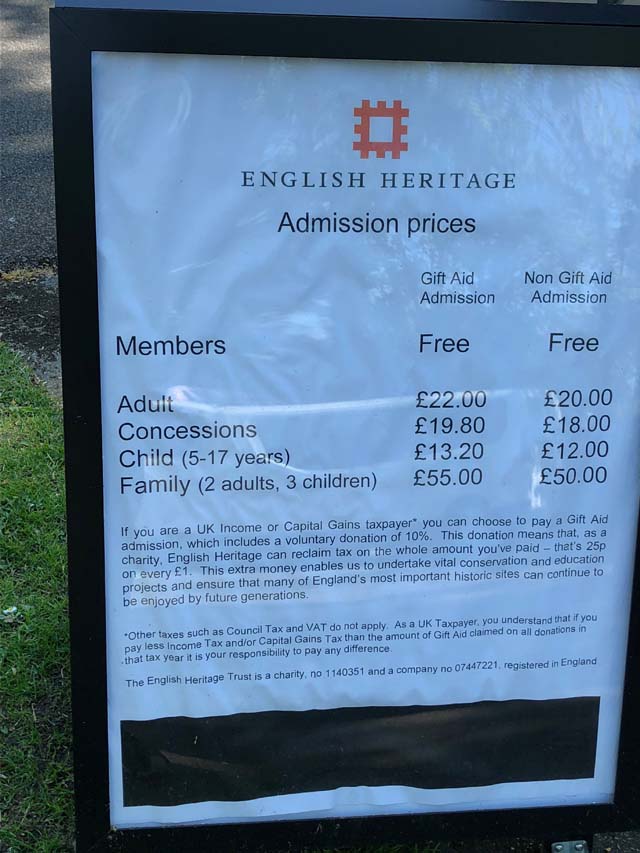 ENGLISH HERITAGE
Admission prices
Gift Aid Admission Non Gift Aid Admission
Members Free Free
Adult £22.00 £20.00
Concessions £19.80 £18.00
Child (5-17 years) £13.20 £12.00
Family (2 adults, 3 children) £55.00 £50.00
If you are a UK Income or Capital Gains taxpayer* you can choose to pay a Gift Aid
admission, which includes a voluntary donation of 10%. This donation means that, as a
charity, English Heritage can reclaim tax on the whole amount you've paid – that's 25p
on every £1. This extra money enables us to undertake vital conservation and education
projects and ensure that many of England's most important historic sites can continue to
be enjoyed by future generations.
*Other taxes such as Council Tax and VAT do not apply. As a UK Taxpayer, you understand that if you
pay less Income Tax and/or Capital Gains Tax than the amount of Gift Aid claimed on all donations in
that tax year it is your responsibility to pay any difference.
The English Heritage Trust is a charity, no 1140351 and a company no 07447221, registered in England.